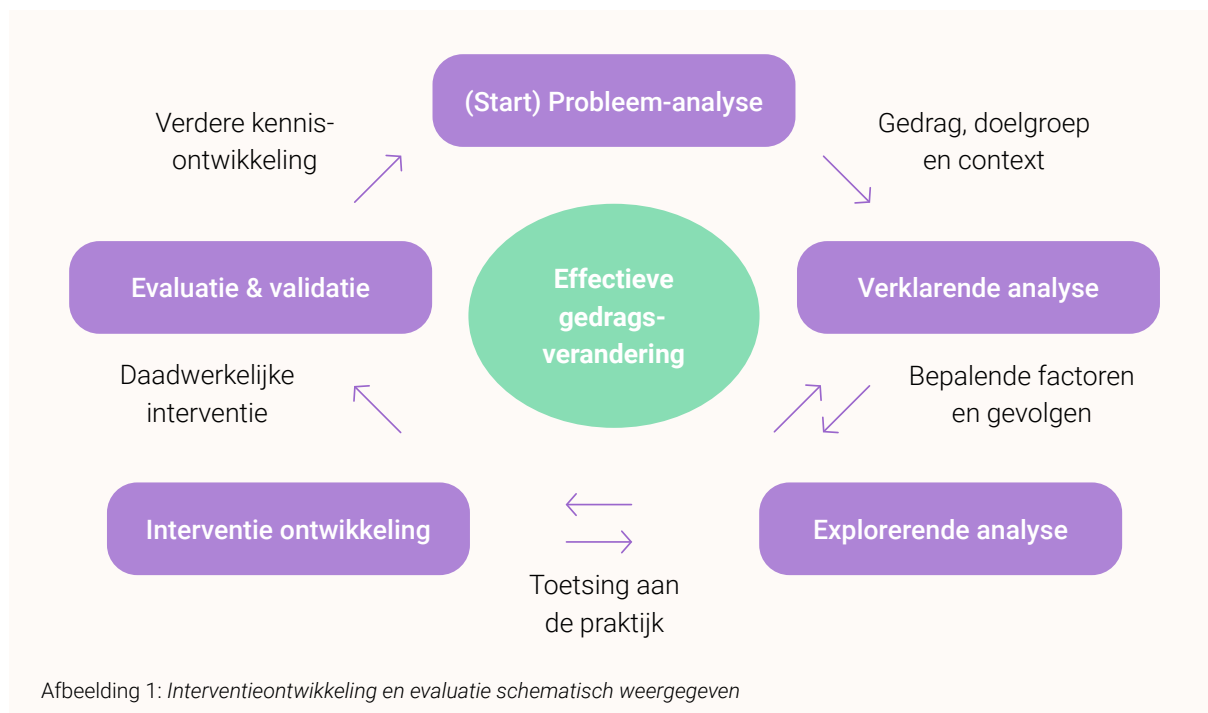 (Start) Probleem-analyse
Verdere kennis-
ontwikkeling
Gedrag, doelgroep
en context
Evaluatie & validatie
Effectieve
gedrags-
verandering
Verklarende analyse
Daadwerkelijke
interventie
Bepalende factoren
en gevolgen
Interventie ontwikkeling
Explorerende analyse
Toetsing aan
de praktijk
Afbeelding 1: Interventieontwikkeling en evaluatie schematisch weergegeven